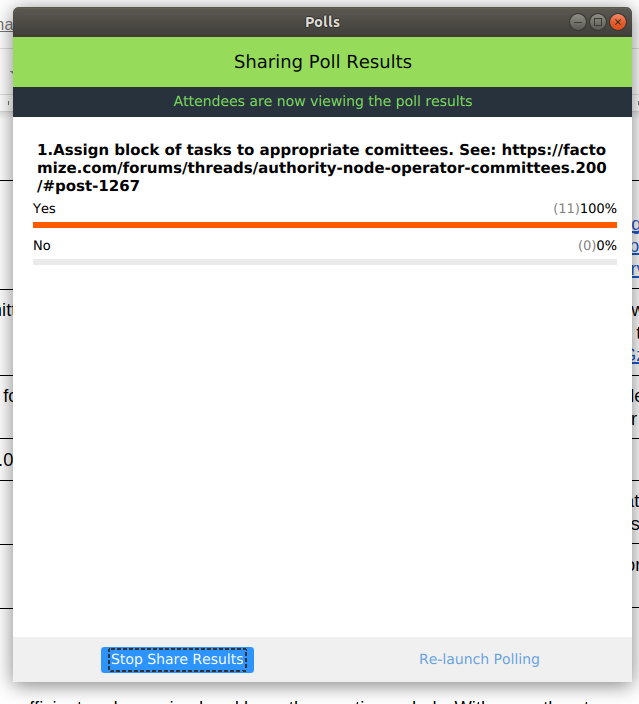 Polls
Sharing Poll Results
Attendees are now viewing the poll results
1.Assign block of tasks to appropriate comittees. See: https://facto
mize.com/forums/threads/authority-node-operator-committees.200
/#post-1267
Yes (11)100%
No (0)0%
Stop Share Results Re-launch Polling